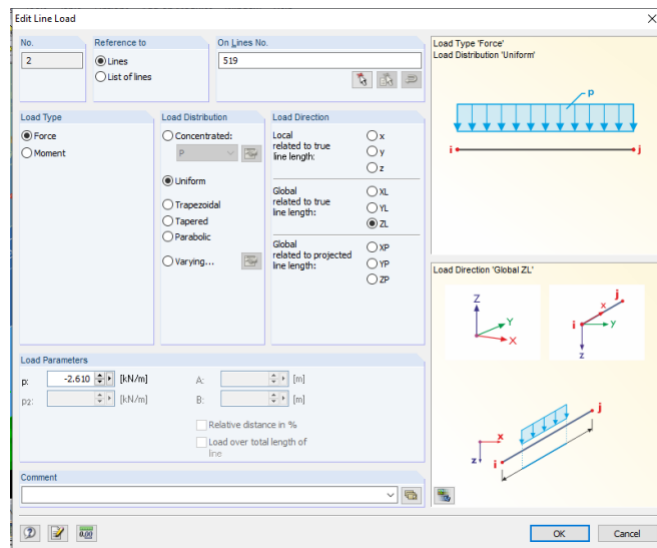 Edit Line Load
No.
2
Reference to
Lines
List of lines
On Lines No.
519
Load Type
Force
Moment
Load Distribution
Concentrated:
P
Uniform
Trapezoidal
Tapered
Parabolic
Varying...
Load Direction
Local
related to true
line length:
x
y
z
Global
related to true
line length:
XL
YL
ZL
Global
related to projected
line length:
XP
YP
ZP
Load Parameters
p: -2.610 [kN/m]
p2: [kN/m]
A: [m]
B: [m]
Relative distance in %
Load over total length of
line
Comment
Load Type 'Force'
Load Distribution 'Uniform'
p
i j
Load Direction 'Global ZL'
Z
Y
X
j
x
i y
z
j
x
z i
0.00
OK
Cancel